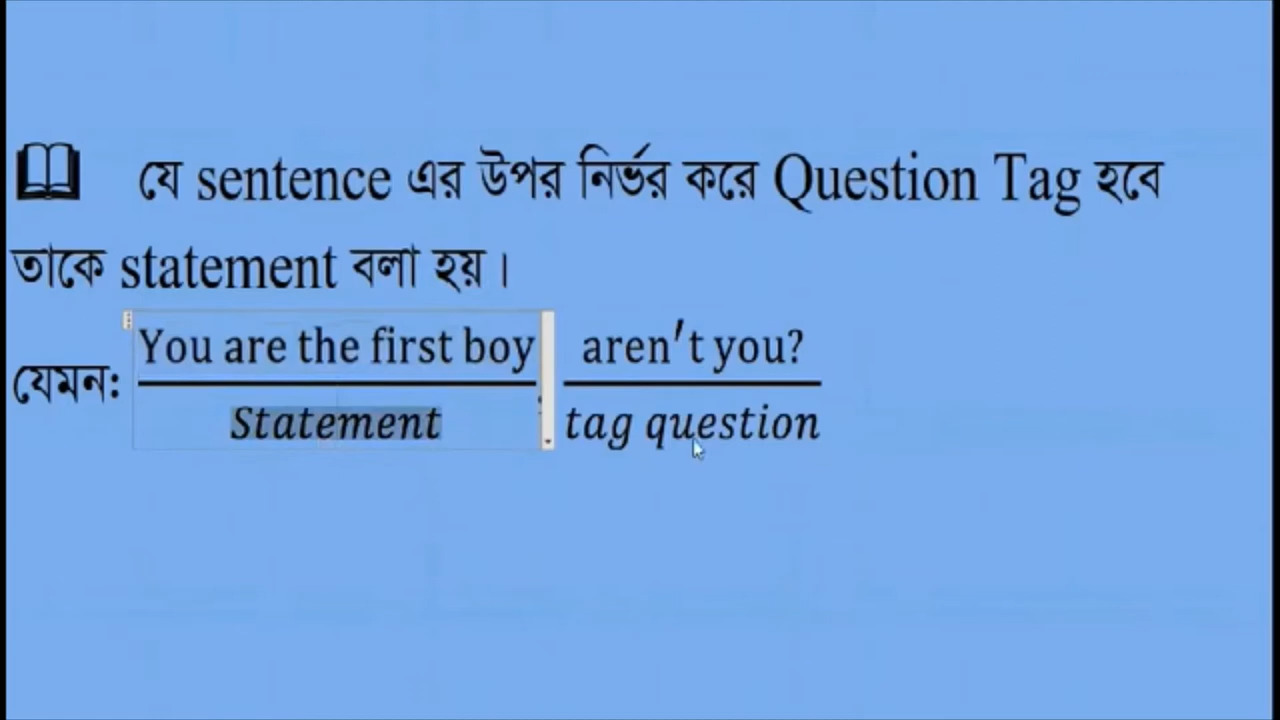 যে sentence এর উপর নির্ভর করে Question Tag হবে
তাকে statement বলা হয়।
যেমন: You are the first boy aren't you?
Statement tag question